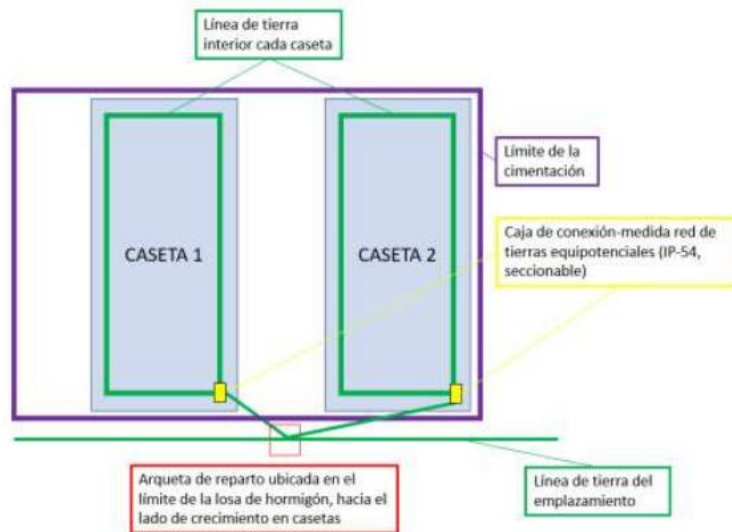 Línea de tierra
interior cada caseta
Límite de la
cimentación
CASETA 1
CASETA 2
Caja de conexión-medida red de
tierras equipotenciales (IP-54,
seccionable)
Arqueta de reparto ubicada en el
límite de la losa de hormigón, hacia el
lado de crecimiento en casetas
Línea de tierra del
emplazamiento